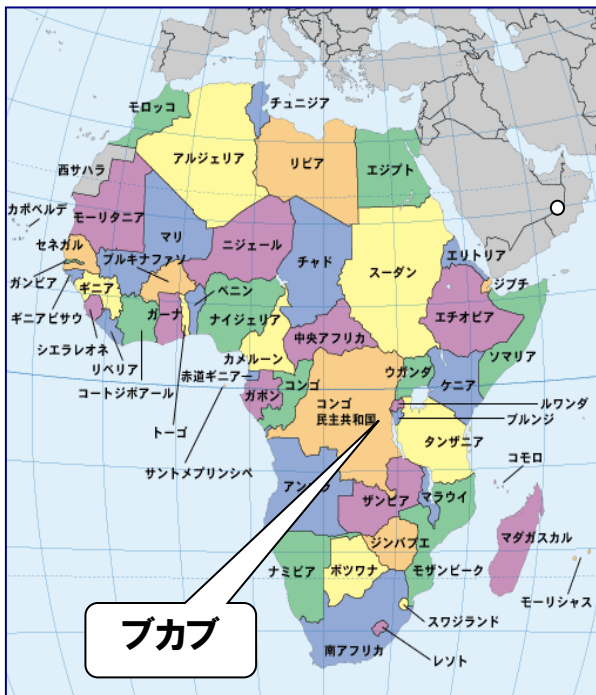 モロッコ
チュニジア
アルジェリア
リビア
エジプト
西サハラ
カボベルデ
モーリタニア
マリ
ニジェール
セネガル
ブルキナファソ
チャド
スーダン
エリトリア
ガンビア
ギニア
ベニン
ジブチ
ギニアビサウ
ガーナ
ナイジェリア
エチオピア
中央アフリカ
シエラレオネ
カメルーン
ソマリア
リベリア
赤道ギニアー
コンゴ
ウガンダ
ケニア
コートジボアール
ガボン
コンゴ
民主共和国
ルワンダ
トーゴ
ブルンジ
タンザニア
サントメプリンシペ
コモロ
ザンビア
マラウイ
マダガスカル
ジンバブエ
ナミビア
ボツワナ
モザンビーク
モーリシャス
ブカブ
スワジランド
南アフリカ
レソト